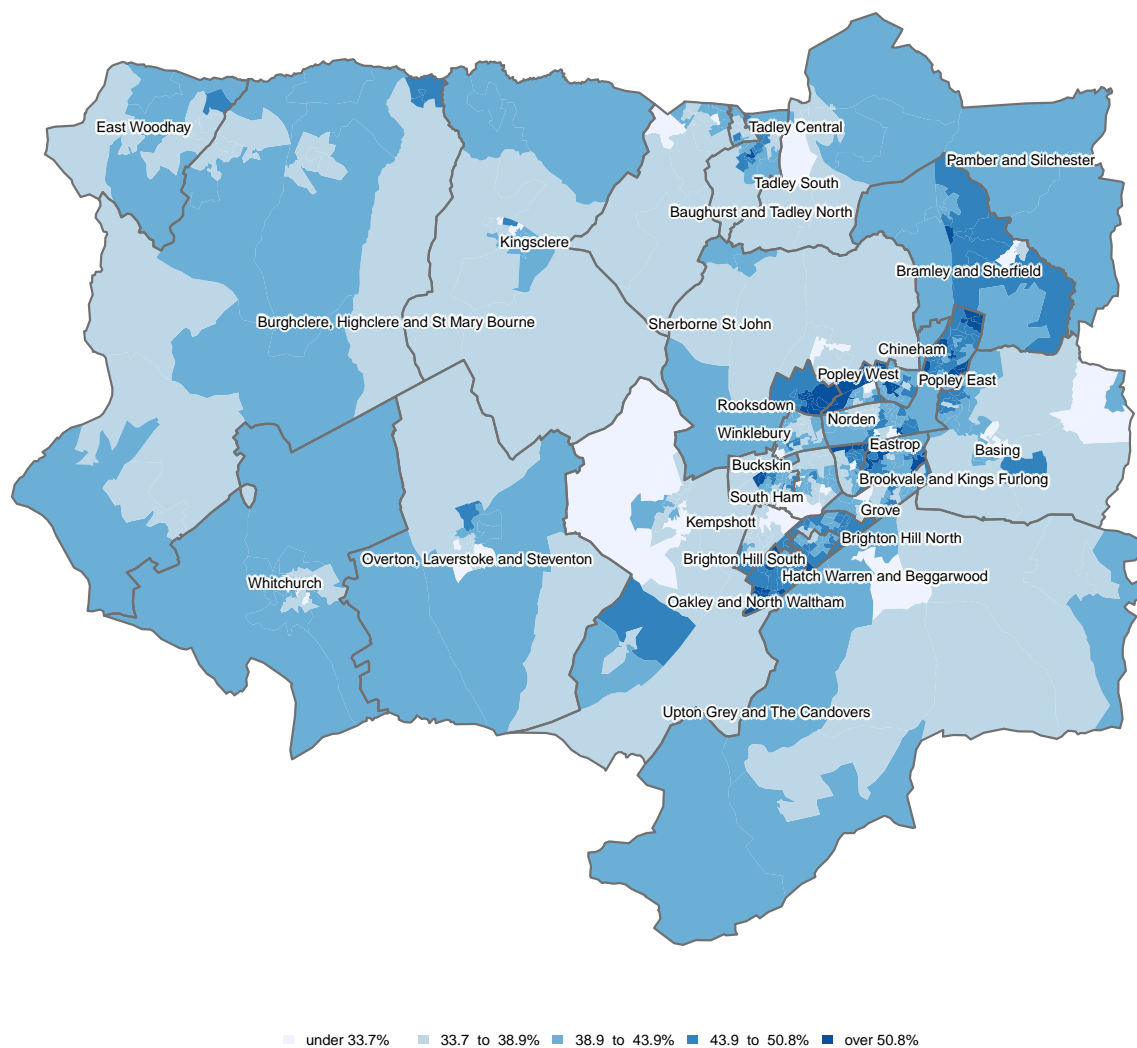 East Woodhay
Tadley Central
Pamber and Silchester
Tadley South
Baughurst and Tadley North
Kingsclere
Bramley and Sherfield
Burghclere, Highclere and St Mary Bourne
Sherborne St John
Chineham
Popley West
Popley East
Rooksdown
Norden
Winklebury
Eastrop
Basing
Buckskin
Brookvale and Kings Furlong
South Ham
Grove
Kempshott
Brighton Hill North
Overton, Laverstoke and Steventon
Brighton Hill South
Hatch Warren and Beggarwood
Whitchurch
Oakley and North Waltham
Upton Grey and The Candovers
under 33.7% 33.7 to 38.9% 38.9 to 43.9% 43.9 to 50.8% over 50.8%